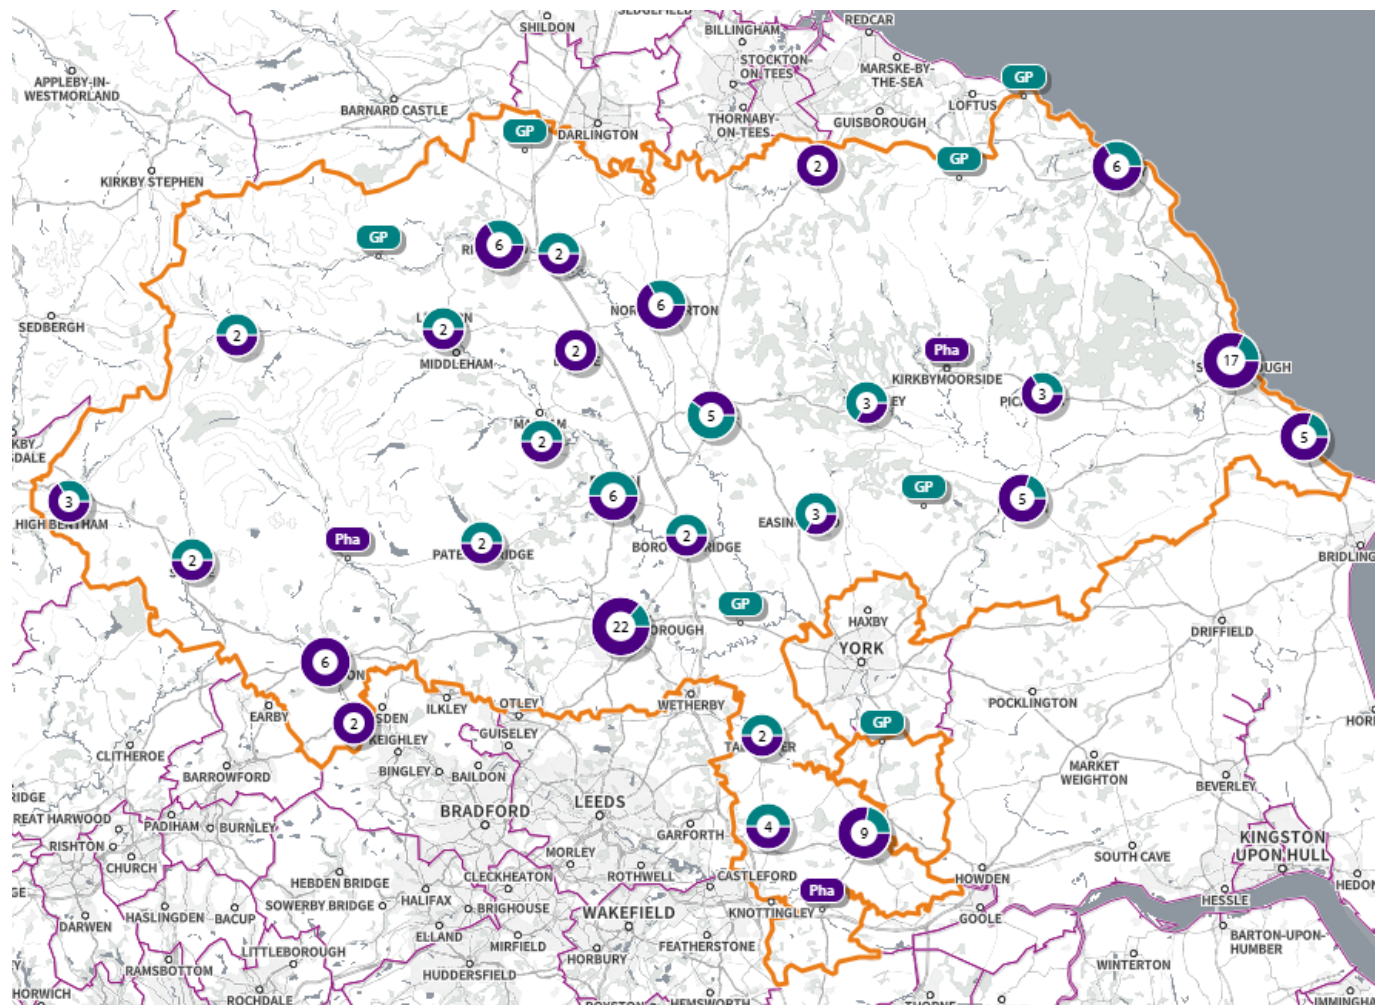 REDCAR
SHILDON
BILLINGHAM
STOCKTON-
ON-TEES
MARSKE-BY-
THE-SEA
GP
APPLEBY-IN-
WESTMORLAND
BARNARD CASTLE
LOFTUS
THORNABY-
ON-TEES
GUISBOROUGH
GP
DARLINGTON
GP
2
6
KIRKBY STEPHEN
GP
6
2
6
SEDBERGH
2
2
2
MIDDLEHAM
Pha
KIRKBYMOORSIDE
17
3
3
5
2
5
3
HIGH BENTHAM
6
GP
5
3
2
Pha
2
2
BRIDLING
2
GP
HAXBY
22
DRIFFIELD
YORK
6
POCKLINGTON
WETHERBY
OTLEY
ILKLEY
EARBY
2
GP
KEIGHLEY
GUISELEY
2
CLITHEROE
BINGLEY
BAILDON
MARKET
WEIGHTON
BARROWFORD
BEVERLEY
BRADFORD
LEEDS
PADIHAM
BURNLEY
4
9
GARFORTH
KINGSTON
UPON HULL
RISHTON
CHURCH
MORLEY
SOUTH CAVE
HEBDEN BRIDGE
CLECKHEATON
ROTHWELL
CASTLEFORD
HOWDEN
Pha
HALIFAX
SOWERBY BRIDGE
BRIGHOUSE
WAKEFIELD
KNOTTINGLEY
HESSLE
HASLINGDEN
BACUP
GOOLE
DARWEN
ELLAND
MIRFIELD
FEATHERSTONE
BARTON-UPON-
HUMBER
LITTLEBOROUGH
HORBURY
RAMSBOTTOM
HUDDERSFIELD
WINTERTON
HORWICH
ROCHDALE
HEMSWORTH